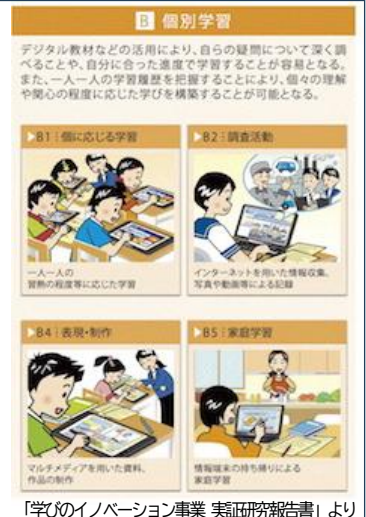 B 個別学習
デジタル教材などの活用により、自らの疑問について深く調
べることや、自分に合った進度で学習することが容易となる。
また、一人一人の学習履歴を把握することにより、個々の理解
や関心の程度に応じた学びを構築することが可能となる。
B1：個に応じる学習
一人一人の
習熟の程度等に応じた学習
B2：調査活動
インターネットを用いた情報収集、
写真や動画等による記録
B4：表現・制作
マルチメディアを用いた資料、
作品の制作
B5：家庭学習
情報端末の持ち帰りによる
家庭学習
「学びのイノベーション事業 実証研究報告書」より